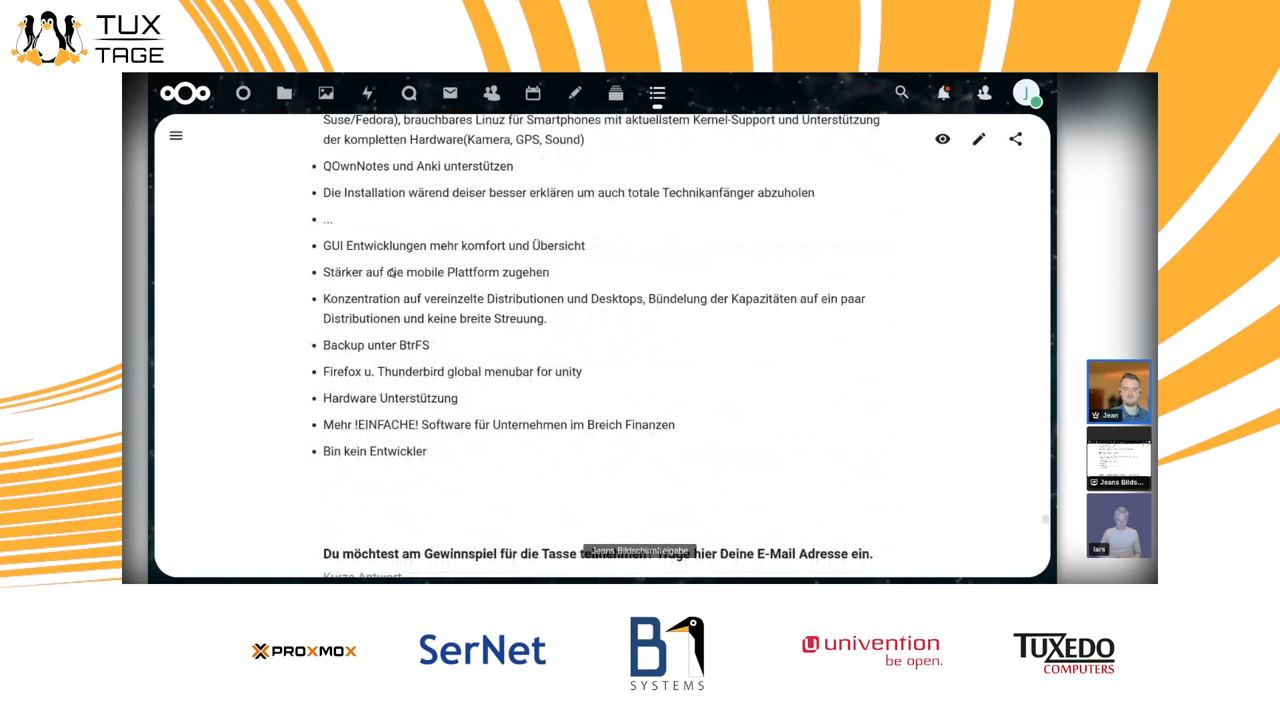 TUX
TAGE
J
Suse/Fedora), brauchbares Linuz für Smartphones mit aktuellstem Kernel-Support und Unterstützung
der kompletten Hardware(Kamera, GPS, Sound)
• QOwnNotes und Anki unterstützen
• Die Installation wärend deiser besser erklären um auch totale Technikanfänger abzuholen
• ...
• GUI Entwicklungen mehr komfort und Übersicht
• Stärker auf die mobile Plattform zugehen
• Konzentration auf vereinzelte Distributionen und Desktops, Bündelung der Kapazitäten auf ein paar
Distributionen und keine breite Streuung.
• Backup unter BtrFS
• Firefox u. Thunderbird global menubar for unity
• Hardware Unterstützung
• Mehr !EINFACHE! Software für Unternehmen im Breich Finanzen
• Bin kein Entwickler
Jeans Bildschirmfreigabe
Du möchtest am Gewinnspiel für die Tasse teilnehmen? Trage hier Deine E-Mail Adresse ein.
Kurze Antwort
Jean
Jeans Bilds...
lars
PROXMOX
SerNet
B1
SYSTEMS
univention
be open.
TUXEDO
COMPUTERS